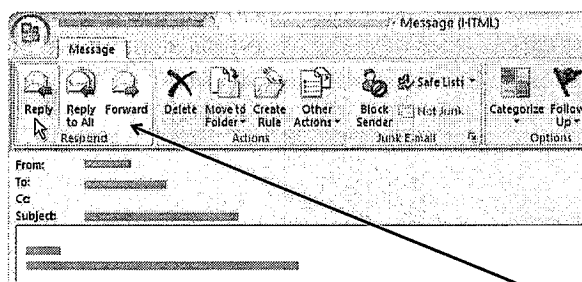 Message (HTML)
Message
Reply Reply to All Forward Delete Move to Folder Create Rule Other Actions Block Sender Safe Lists Not Junk Categorize Follow Up
Respond Actions Junk E-mail Options
From:
To:
Cc:
Subject: